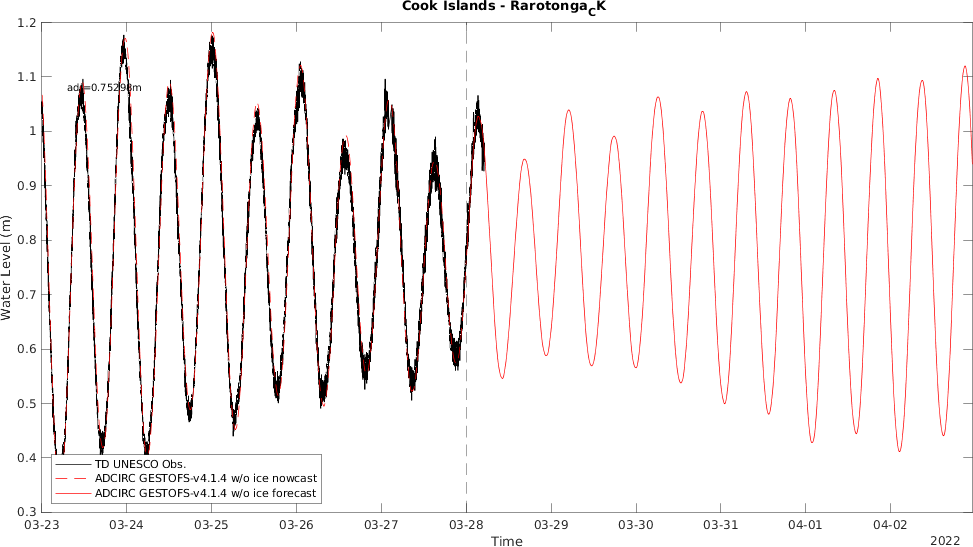 Cook Islands - Rarotonga_CK
1.2
1.1
1
0.9
0.8
0.7
0.6
0.5
0.4
0.3
Water Level (m)
adj=0.75298m
TD UNESCO Obs.
ADCIRC GESTOFS-v4.1.4 w/o ice nowcast
ADCIRC GESTOFS-v4.1.4 w/o ice forecast
03-23 03-24 03-25 03-26 03-27 03-28 03-29 03-30 03-31 04-01 04-02
Time
2022